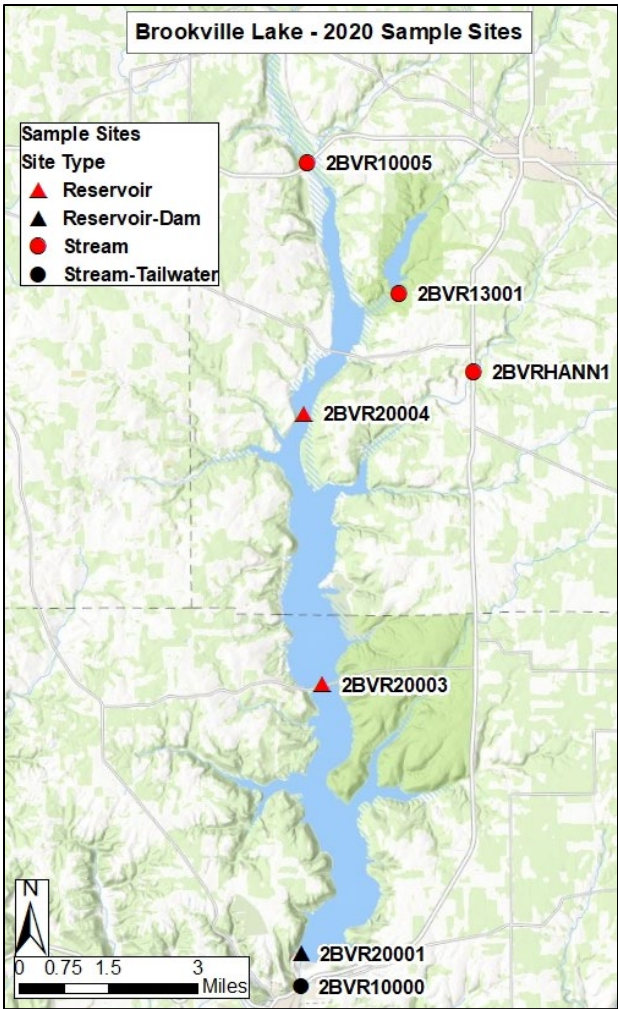 Brookville Lake - 2020 Sample Sites
Sample Sites
Site Type
Reservoir
Reservoir-Dam
Stream
Stream-Tailwater
2BVR10005
2BVR13001
2BVRHANN1
2BVR20004
2BVR20003
2BVR20001
2BVR10000
N
0 0.75 1.5 3
Miles